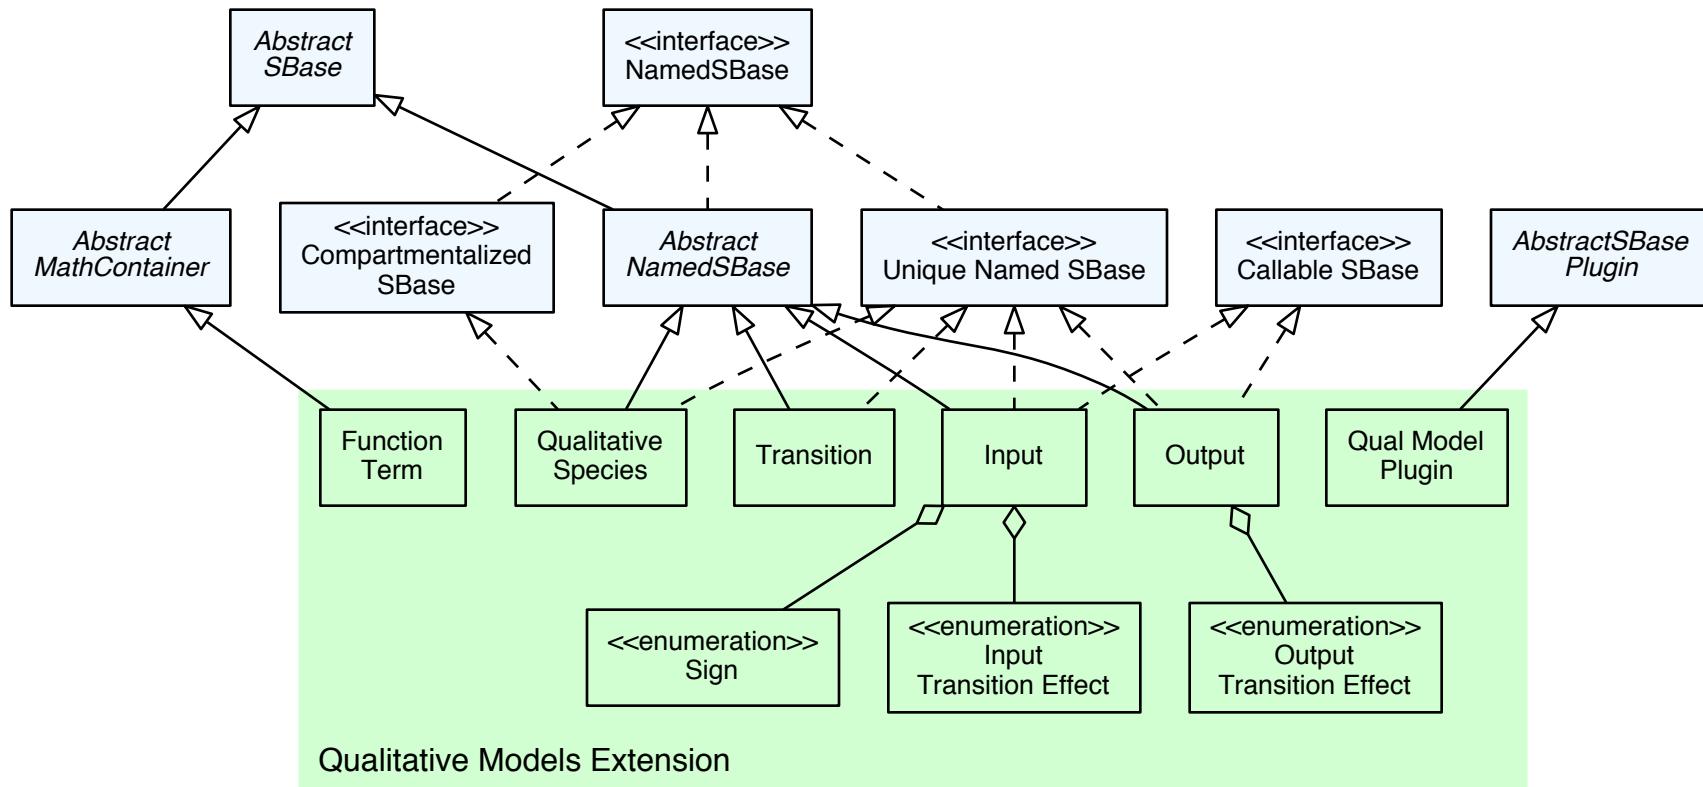 Abstract
SBase
<<interface>>
NamedSBase
Abstract
MathContainer
<<interface>>
Compartmentalized
SBase
Abstract
NamedSBase
<<interface>>
Unique Named SBase
<<interface>>
Callable SBase
AbstractSBase
Plugin
Function
Term
Qualitative
Species
Transition
Input
Output
Qual Model
Plugin
<<enumeration>>
Sign
<<enumeration>>
Input
Transition Effect
<<enumeration>>
Output
Transition Effect
Qualitative Models Extension